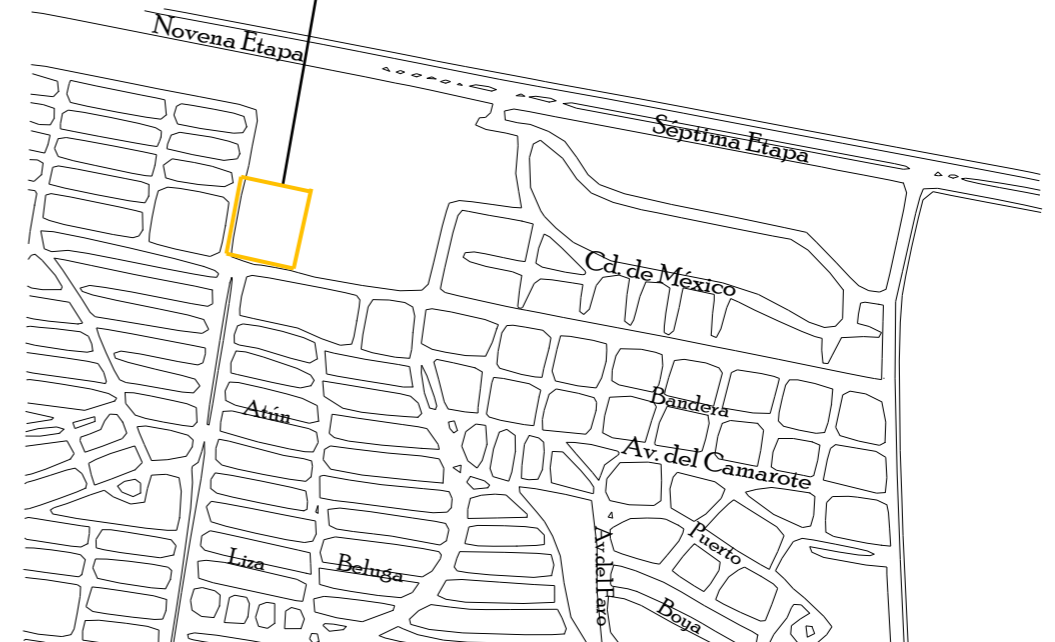 Novena Etapa
Séptima Etapa
Cd. de México
Bandera
Atún
Av. del Camarote
Puerto
Av. del Faro
Liza
Beluga
Boya